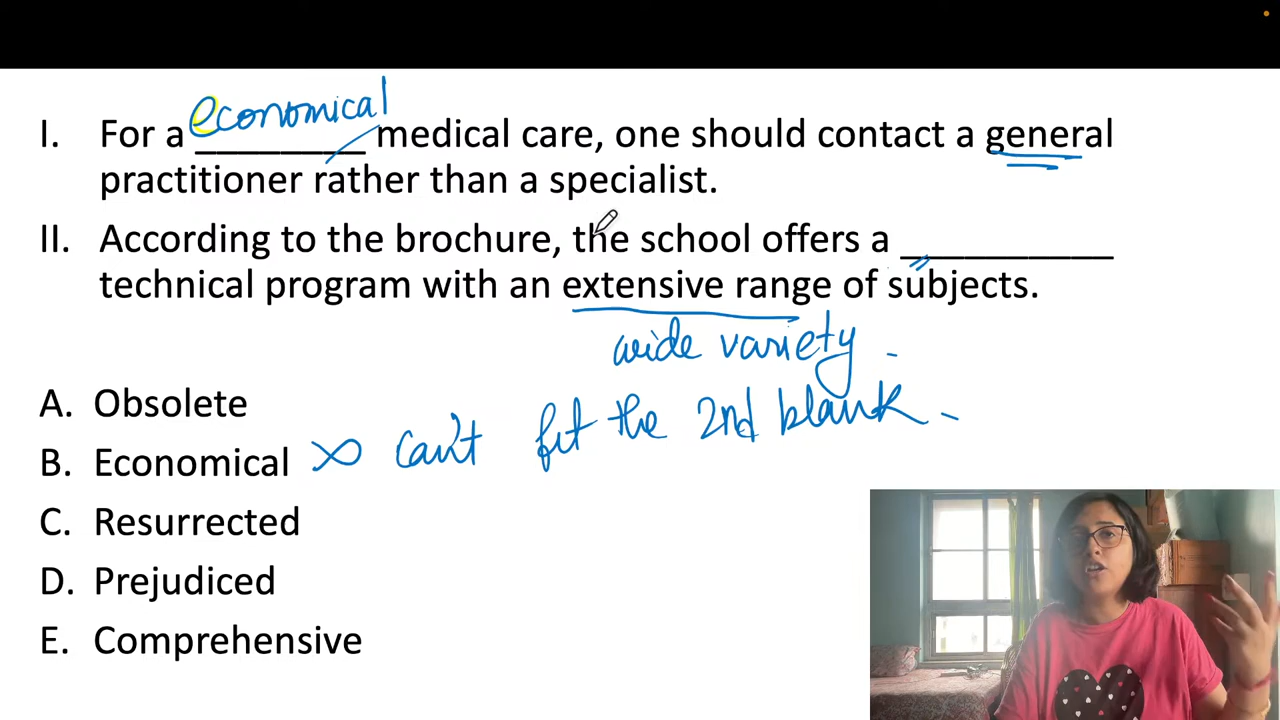 economical
I. For a ________ medical care, one should contact a general
practitioner rather than a specialist.
II. According to the brochure, the school offers a __________
technical program with an extensive range of subjects.
wide variety.
A. Obsolete
can't fit the 2nd blank.
B. Economical
C. Resurrected
D. Prejudiced
E. Comprehensive